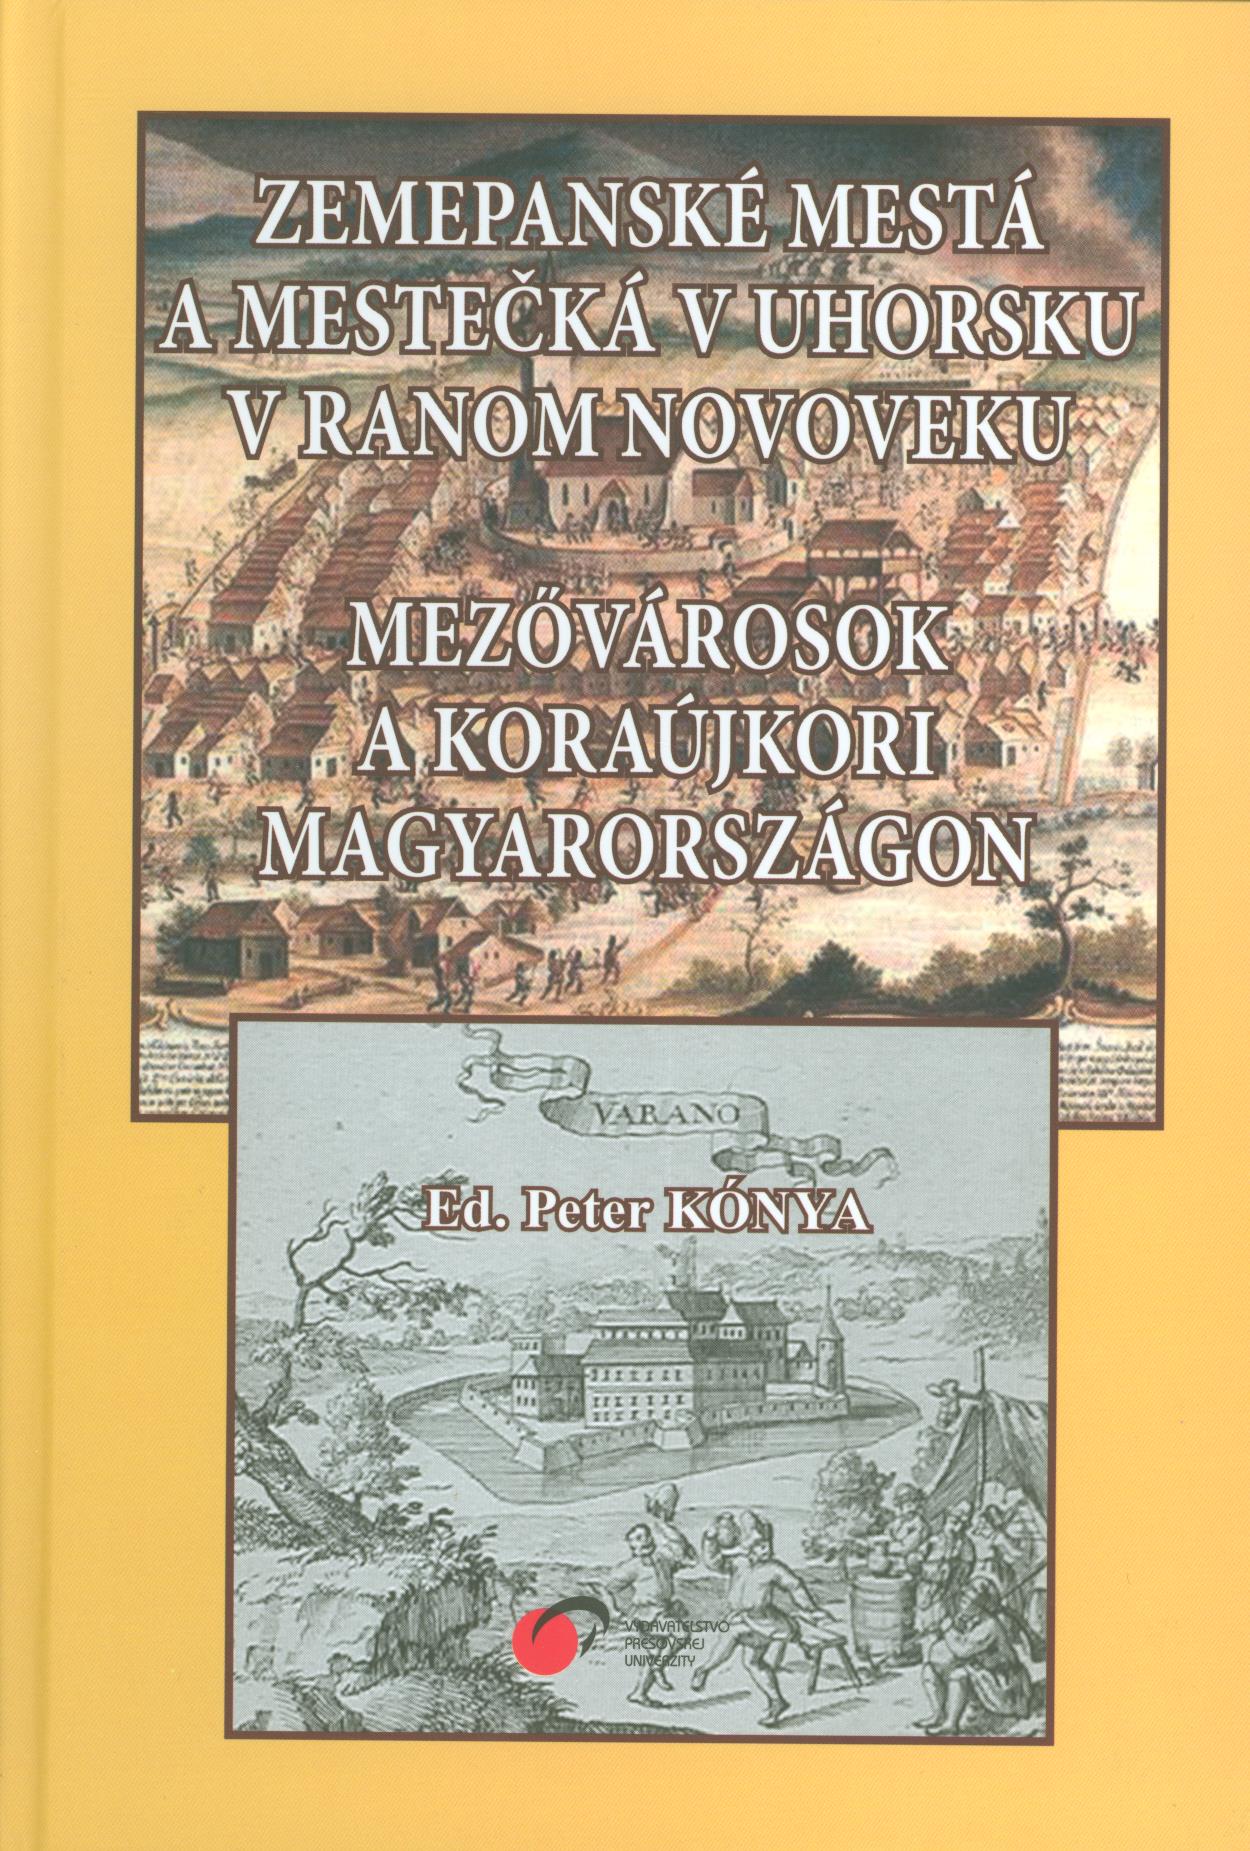 ZEMEPANSKÉ MESTÁ
A MESTEČKÁ V UHORSKU
V RANOM NOVOVEKU
MEZŐVÁROSOK
A KORAÚJKORI
MAGYARORSZÁGON
VARANO
Ed. Peter KÓNYA
VYDAVATEĽSTVO
PREŠOVSKEJ
UNIVERZITY